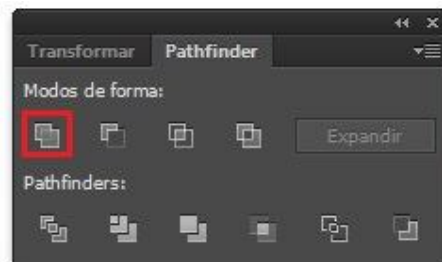 Transformar Pathfinder
Modos de forma:
Expandir
Pathfinders: